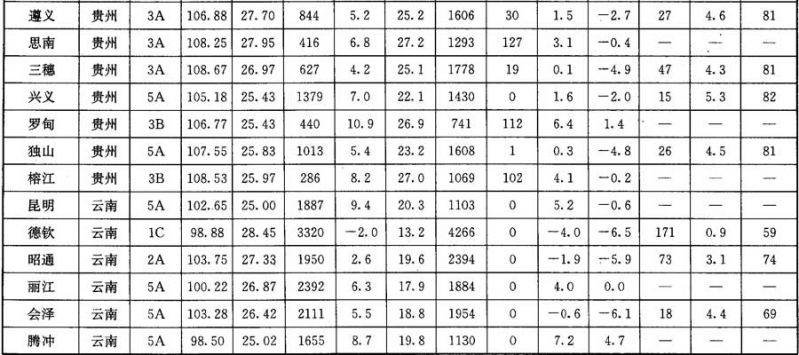 遵义 贵州 3A 106.88 27.70 844 5.2 25.2 1606 30 1.5 −2.7 27 4.6 81
思南 贵州 3A 108.25 27.95 416 6.8 27.2 1293 127 3.1 −0.4 — — —
三穗 贵州 3A 108.67 26.97 627 4.2 25.1 1778 19 0.1 −4.9 47 4.3 81
兴义 贵州 5A 105.18 25.43 1379 7.0 22.1 1430 0 1.6 −2.0 15 5.3 82
罗甸 贵州 3B 106.77 25.43 440 10.9 26.9 741 112 6.4 1.4 — — —
独山 贵州 5A 107.55 25.83 1013 5.4 23.2 1608 1 0.3 −4.8 26 4.5 81
榕江 贵州 3B 108.53 25.97 286 8.2 27.0 1069 102 4.1 −0.2 — — —
昆明 云南 5A 102.65 25.00 1887 9.4 20.3 1103 0 5.2 −0.6 — — —
德钦 云南 1C 98.88 28.45 3320 −2.0 13.2 4266 0 −4.0 −6.5 171 0.9 59
昭通 云南 2A 103.75 27.33 1950 2.6 19.6 2394 0 −1.9 −5.9 73 3.1 74
丽江 云南 5A 100.22 26.87 2392 6.3 17.9 1884 0 4.0 0.0 — — —
会泽 云南 5A 103.28 26.42 2111 5.5 18.8 1954 0 −0.6 −6.1 18 4.4 69
腾冲 云南 5A 98.50 25.02 1655 8.7 19.8 1130 0 7.2 4.7 — — —